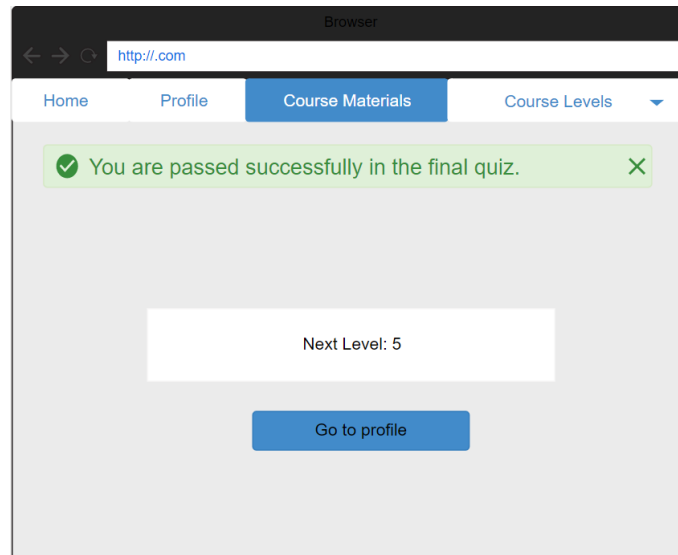 Browser
http://.com
Home Profile Course Materials Course Levels
You are passed successfully in the final quiz.
Next Level: 5
Go to profile